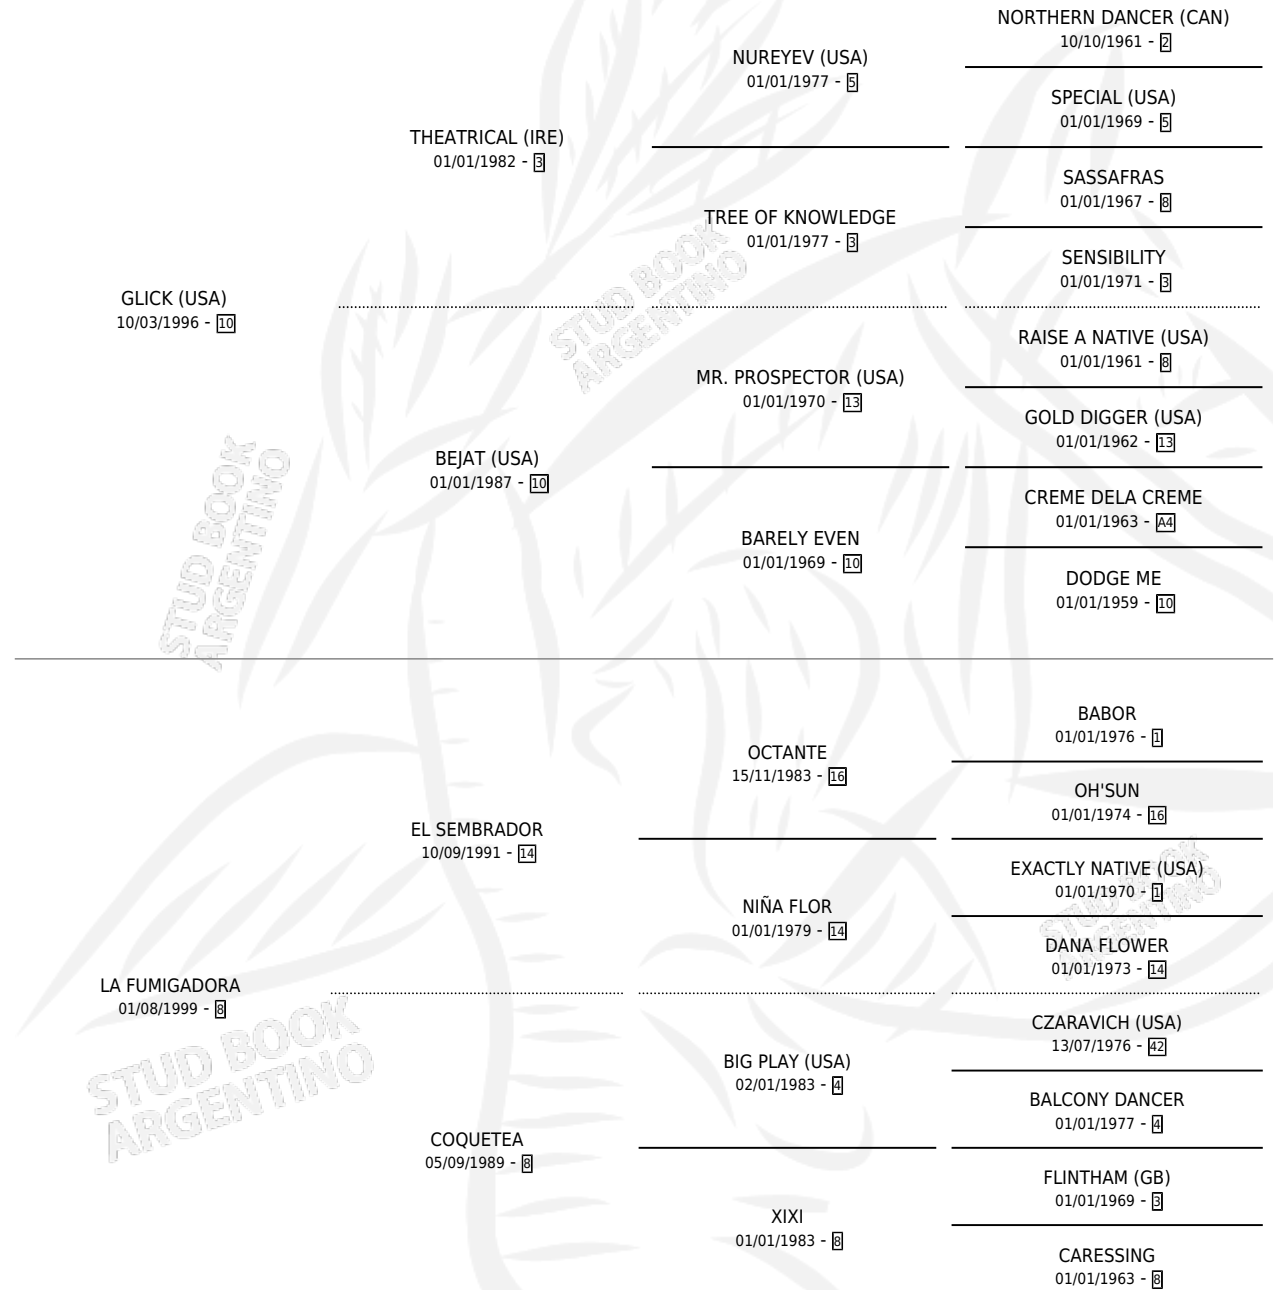 NORTHERN DANCER (CAN)
10/10/1961 - 2
NUREYEV (USA)
01/01/1977 - 5
SPECIAL (USA)
01/01/1969 - 5
THEATRICAL (IRE)
01/01/1982 - 3
SASSAFRAS
01/01/1967 - 8
TREE OF KNOWLEDGE
01/01/1977 - 3
SENSIBILITY
01/01/1971 - 3
GLICK (USA)
10/03/1996 - 10
STUD BOOK
ARGENTINO
RAISE A NATIVE (USA)
01/01/1961 - 8
MR. PROSPECTOR (USA)
01/01/1970 - 13
GOLD DIGGER (USA)
01/01/1962 - 13
BEJAT (USA)
01/01/1987 - 10
CREME DELA CREME
01/01/1963 - A4
BARELY EVEN
01/01/1969 - 10
DODGE ME
01/01/1959 - 10
STUD BOOK
ARGENTINO
BABOR
01/01/1976 - 1
OCTANTE
15/11/1983 - 16
OH'SUN
01/01/1974 - 16
EL SEMBRADOR
10/09/1991 - 14
EXACTLY NATIVE (USA)
01/01/1970 - 1
NIÑA FLOR
01/01/1979 - 14
DANA FLOWER
01/01/1973 - 14
STUD BOOK
ARGENTINO
LA FUMIGADORA
01/08/1999 - 8
STUD BOOK
ARGENTINO
CZARAVICH (USA)
13/07/1976 - 42
BIG PLAY (USA)
02/01/1983 - 4
BALCONY DANCER
01/01/1977 - 4
COQUETEA
05/09/1989 - 8
FLINTHAM (GB)
01/01/1969 - 3
XIXI
01/01/1983 - 8
CARESSING
01/01/1963 - 8